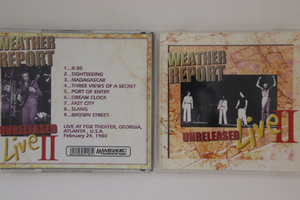 WEATHER
REPORT
1...8:30
2...SIGHTSEEING
3...MADAGASCAR
4...THREE VIEWS OF A SECRET
5...PORT OF ENTRY
6...DREAM CLOCK
7...FAST CITY
8...SLANG
9...BROWN STREET
UNRELEASED
Live II
LIVE AT FOX THEATER, GEORGIA,
ATLANTA, U.S.A.
February 24, 1980
WEATHER
REPORT
UNRELEASED
Live II